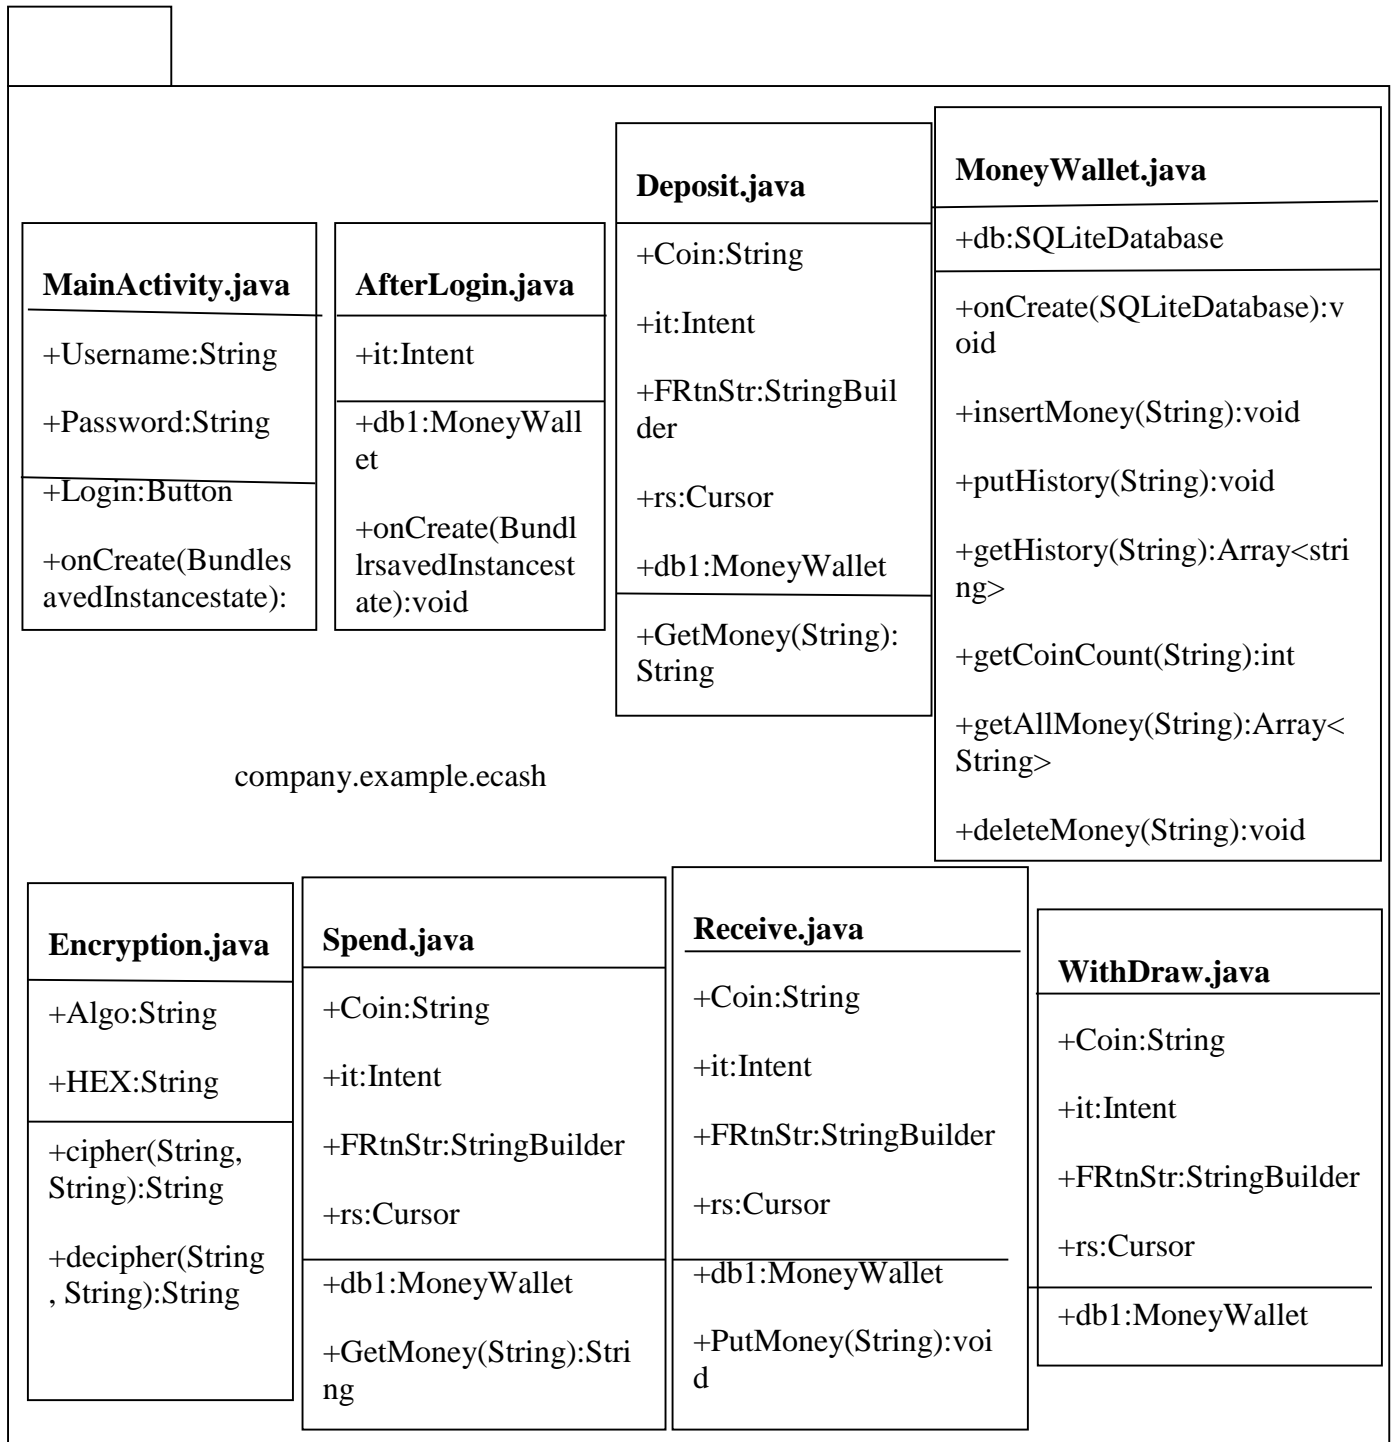 MainActivity.java
+Username:String
+Password:String
+Login:Button
+onCreate(Bundles
avedInstancestate):
AfterLogin.java
+it:Intent
+db1:MoneyWall
et
+onCreate(Bundl
lrsavedInstancest
ate):void
Deposit.java
+Coin:String
+it:Intent
+FRtnStr:StringBuil
der
+rs:Cursor
+db1:MoneyWallet
+GetMoney(String):
String
MoneyWallet.java
+db:SQLiteDatabase
+onCreate(SQLiteDatabase):v
oid
+insertMoney(String):void
+putHistory(String):void
+getHistory(String):Array<stri
ng>
+getCoinCount(String):int
+getAllMoney(String):Array<
String>
+deleteMoney(String):void
company.example.ecash
Encryption.java
+Algo:String
+HEX:String
+cipher(String,
String):String
+decipher(String
, String):String
Spend.java
+Coin:String
+it:Intent
+FRtnStr:StringBuilder
+rs:Cursor
+db1:MoneyWallet
+GetMoney(String):Stri
ng
Receive.java
+Coin:String
+it:Intent
+FRtnStr:StringBuilder
+rs:Cursor
+db1:MoneyWallet
+PutMoney(String):voi
d
WithDraw.java
+Coin:String
+it:Intent
+FRtnStr:StringBuilder
+rs:Cursor
+db1:MoneyWallet